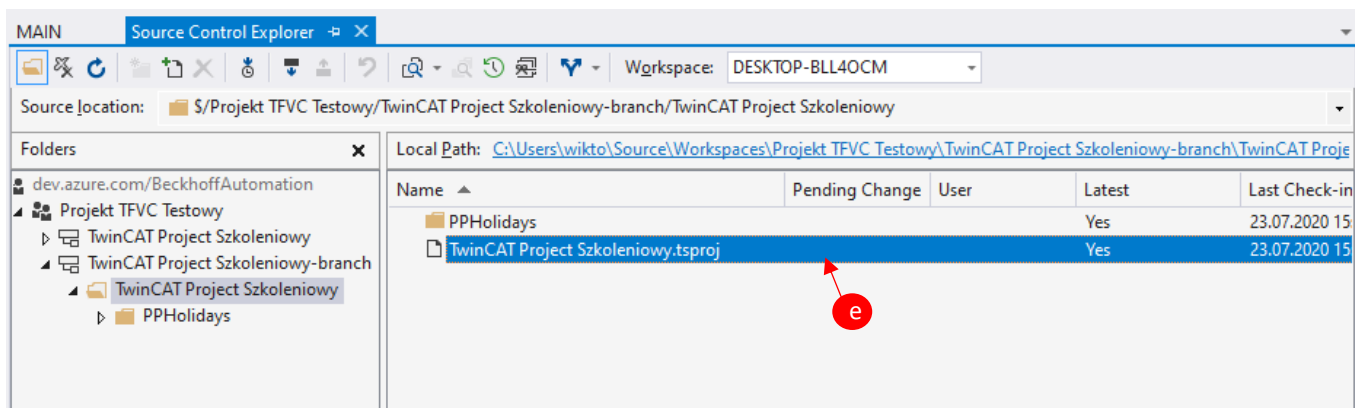 MAIN Source Control Explorer
Workspace: DESKTOP-BLL4OCM
Source location: $/Projekt TFVC Testowy/TwinCAT Project Szkoleniowy-branch/TwinCAT Project Szkoleniowy
Folders
Local Path: C:\Users\wikto\Source\Workspaces\Projekt TFVC Testowy\TwinCAT Project Szkoleniowy-branch\TwinCAT Proje
dev.azure.com/BeckhoffAutomation
Projekt TFVC Testowy
TwinCAT Project Szkoleniowy
TwinCAT Project Szkoleniowy-branch
TwinCAT Project Szkoleniowy
PPHolidays
Name Pending Change User Latest Last Check-in
PPHolidays Yes 23.07.2020 15:
TwinCAT Project Szkoleniowy.tsproj Yes 23.07.2020 15
e